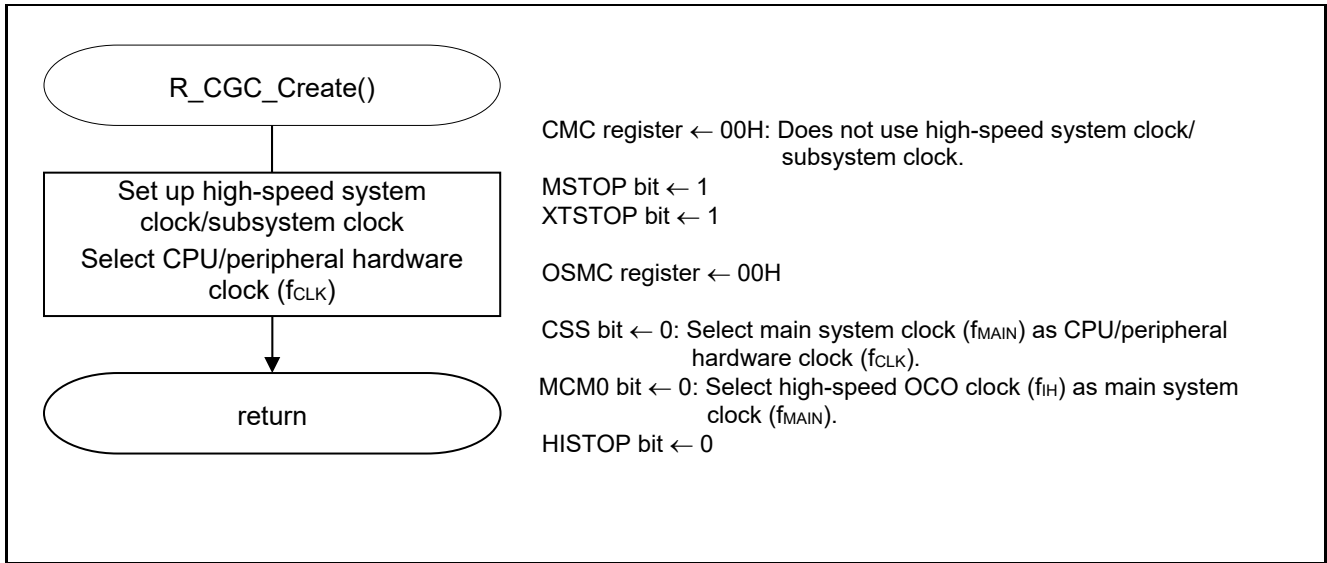 R_CGC_Create()
Set up high-speed system
clock/subsystem clock
Select CPU/peripheral hardware
clock (fCLK)
return
CMC register ← 00H: Does not use high-speed system clock/
subsystem clock.
MSTOP bit ← 1
XTSTOP bit ← 1
OSMC register ← 00H
CSS bit ← 0: Select main system clock (fMAIN) as CPU/peripheral
hardware clock (fCLK).
MCM0 bit ← 0: Select high-speed OCO clock (fIH) as main system
clock (fMAIN).
HISTOP bit ← 0